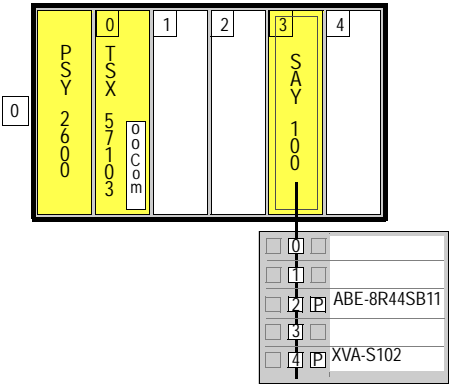 0 1 2 3 4
0
PSY 2600
TSX 57103
ooCom
SAY 100
0
1
2 P ABE-8R44SB11
3
4 P XVA-S102